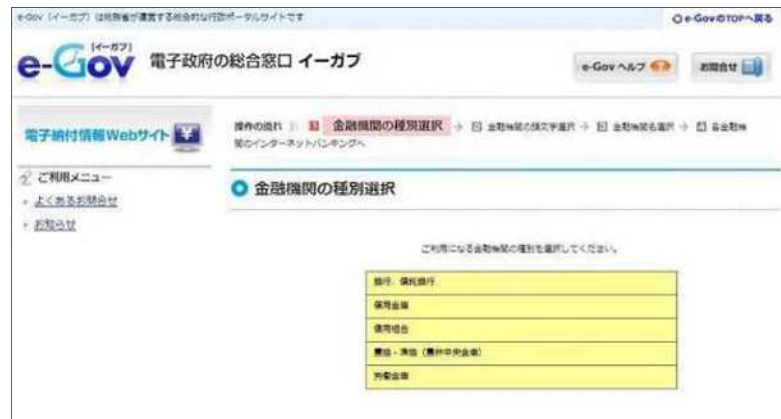 e-Gov（イーガブ）は総務省が運営する総合的な行政ポータルサイトです
e-GovのTOPへ戻る
e-Gov
(イーガブ)
電子政府の総合窓口 イーガブ
e-Gov ヘルプ
お問合せ
電子納付情報Webサイト
操作の流れ 1 金融機関の種別選択 → 2 金融機関の頭文字選択 → 3 金融機関名選択 → 4 各金融機
関のインターネットバンキングへ
ご利用メニュー
よくあるお問合せ
お知らせ
金融機関の種別選択
ご利用になる金融機関の種別を選択してください。
銀行、信託銀行
信用金庫
信用組合
農協・漁協（農林中央金庫）
労働金庫